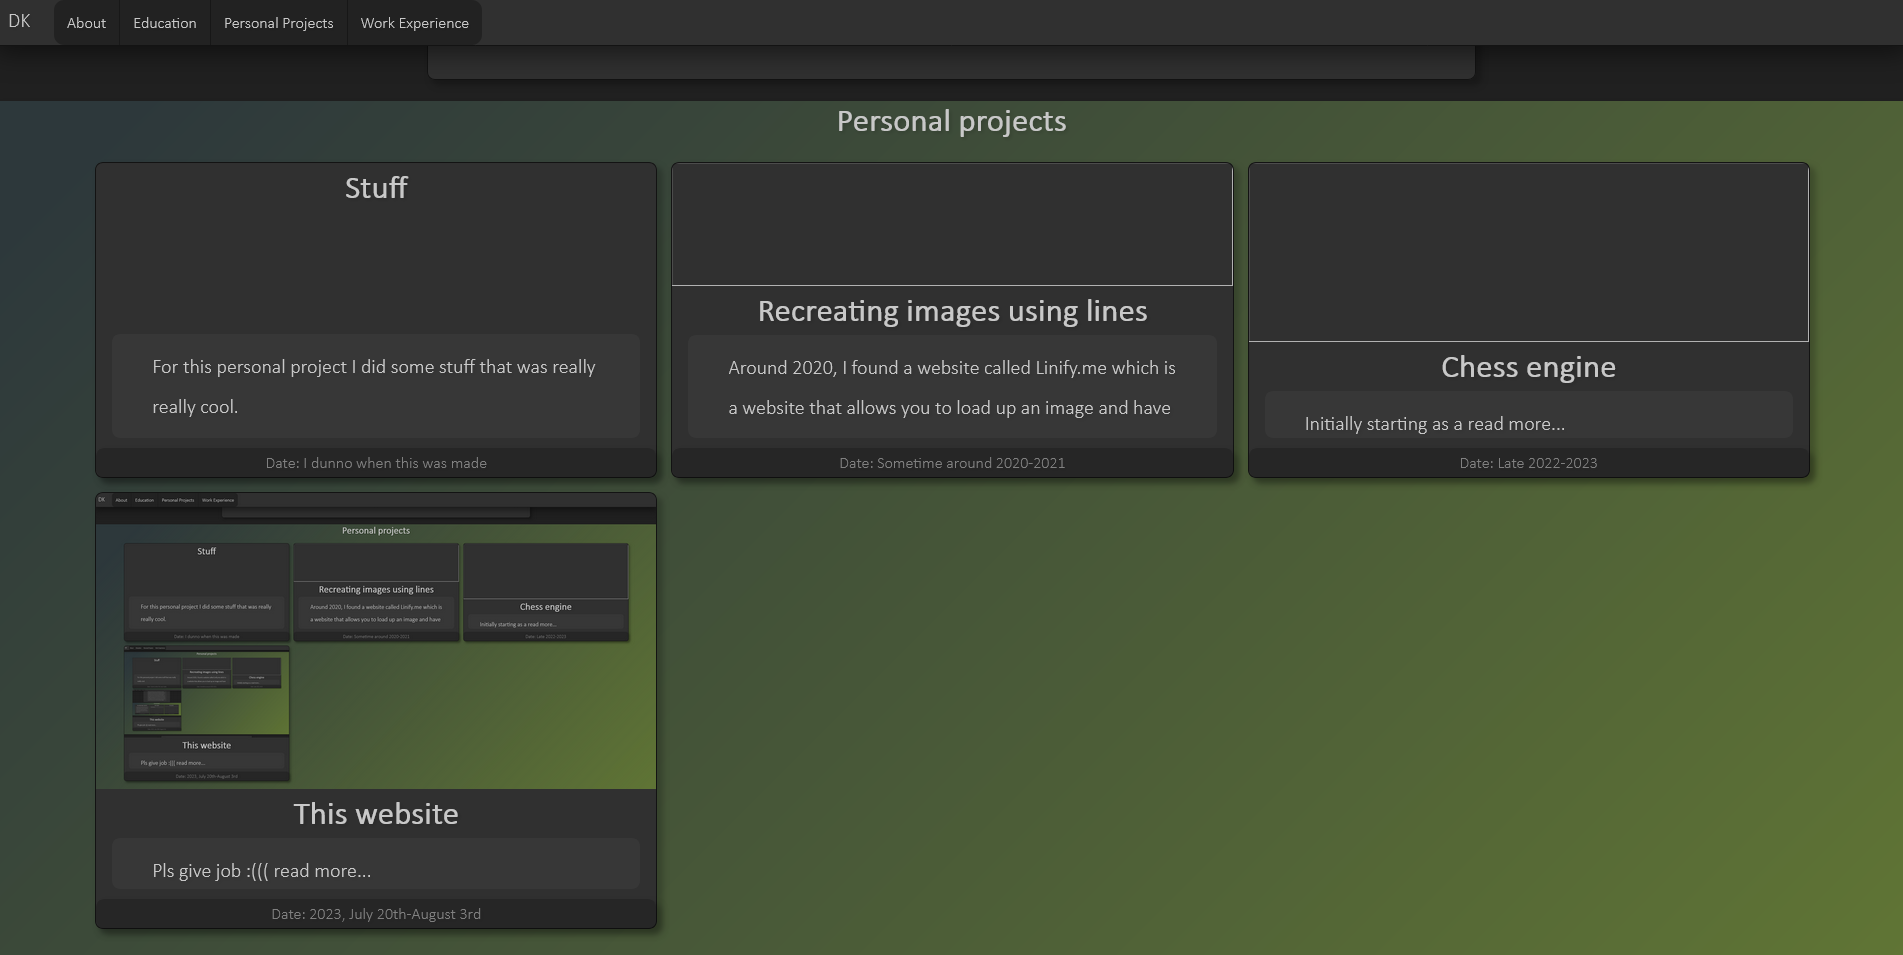 DK About Education Personal Projects Work Experience
Personal projects
Stuff
For this personal project I did some stuff that was really
really cool.
Date: I dunno when this was made
Recreating images using lines
Around 2020, I found a website called Linify.me which is
a website that allows you to load up an image and have
Date: Sometime around 2020-2021
Chess engine
Initially starting as a read more...
Date: Late 2022-2023
DK About Education Personal Projects Work Experience
Personal projects
Stuff
For this personal project I did some stuff that was really
really cool.
Date: I dunno when this was made
Recreating images using lines
Around 2020, I found a website called Linify.me which is
a website that allows you to load up an image and have
Date: Sometime around 2020-2021
Chess engine
Initially starting as a read more...
Date: Late 2022-2023
This website
Pls give job :((( read more...
Date: 2023, July 20th-August 3rd
This website
Pls give job :((( read more...
Date: 2023, July 20th-August 3rd